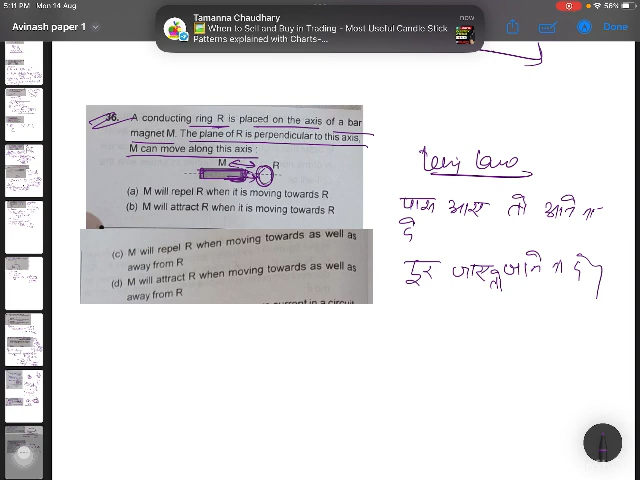 5:11 PM Mon 14 Aug
56%
Avinash paper 1
Done
Tamanna Chaudhary
now
When to Sell and Buy in Trading - Most Useful Candle Stick
Patterns explained with Charts-...
36. A conducting ring R is placed on the axis of a bar
magnet M. The plane of R is perpendicular to this axis.
M can move along this axis :
M R
(a) M will repel R when it is moving towards R
(b) M will attract R when it is moving towards R
(c) M will repel R when moving towards as well as
away from R
(d) M will attract R when moving towards as well as
away from R
current in a circuit
पास आए तो आने ना
दे
दूर जाए तो जाने ना दे